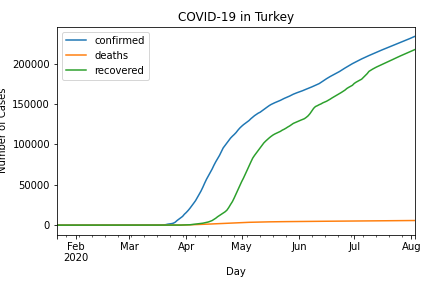 COVID-19 in Turkey
confirmed
deaths
recovered
200000
150000
100000
50000
0
Number of Cases
Feb
2020
Mar
Apr
May
Jun
Jul
Aug
Day